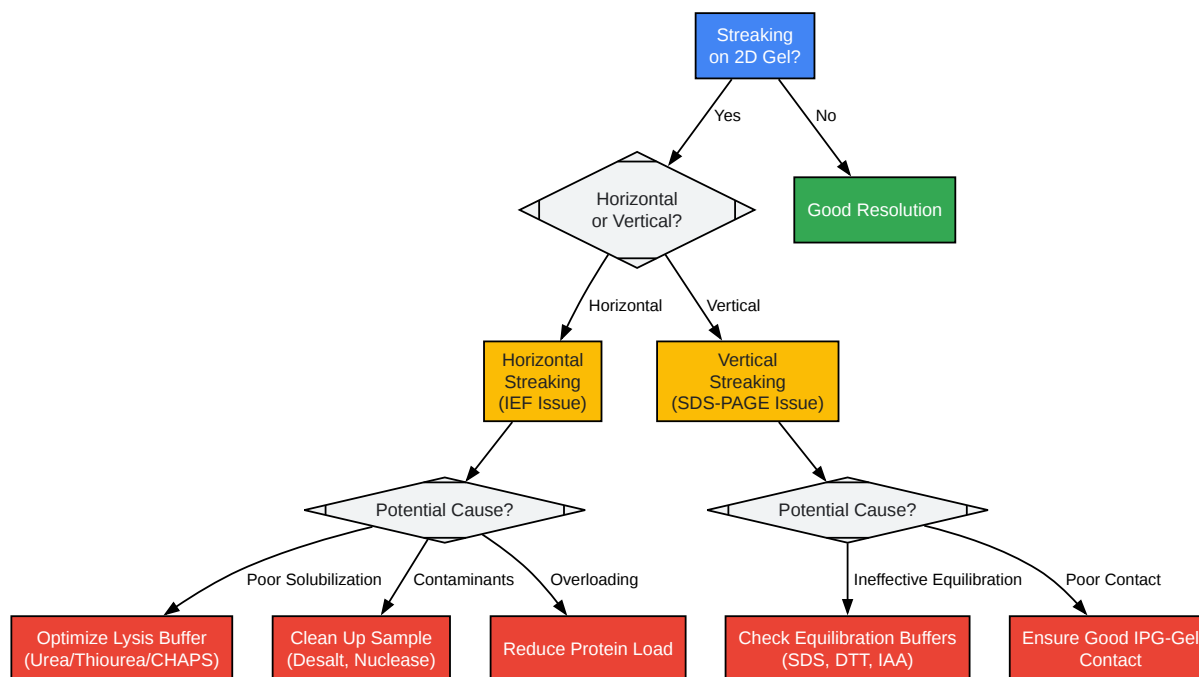 Streaking
on 2D Gel?
Yes
No
Horizontal
or Vertical?
Good Resolution
Horizontal
Vertical
Horizontal
Streaking
(IEF Issue)
Vertical
Streaking
(SDS-PAGE Issue)
Potential Cause?
Potential Cause?
Poor Solubilization
Contaminants
Overloading
Ineffective Equilibration
Poor Contact
Optimize Lysis Buffer
(Urea/Thiourea/CHAPS)
Clean Up Sample
(Desalt, Nuclease)
Reduce Protein Load
Check Equilibration Buffers
(SDS, DTT, IAA)
Ensure Good IPG-Gel
Contact